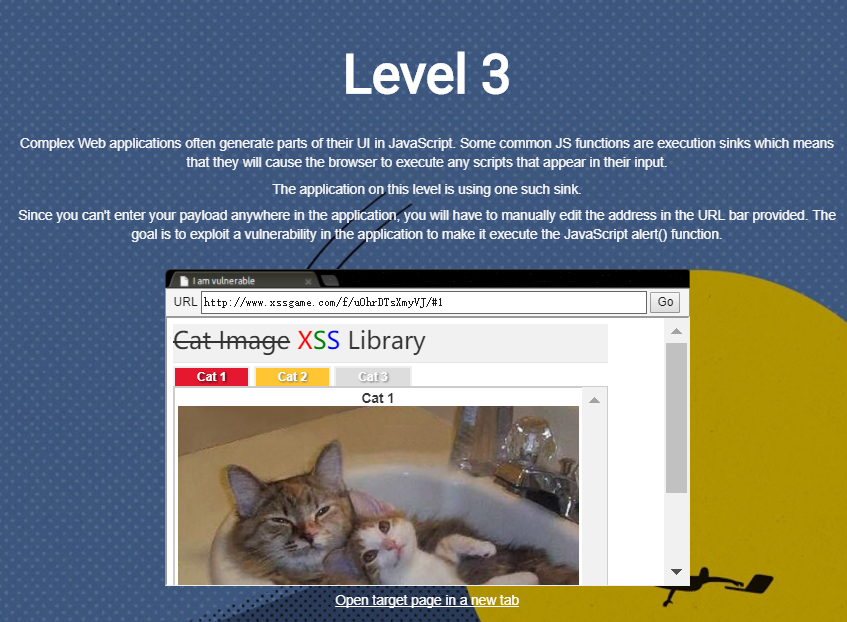 Level 3
Complex Web applications often generate parts of their UI in JavaScript. Some common JS functions are execution sinks which means
that they will cause the browser to execute any scripts that appear in their input.
The application on this level is using one such sink.
Since you can't enter your payload anywhere in the application, you will have to manually edit the address in the URL bar provided. The
goal is to exploit a vulnerability in the application to make it execute the JavaScript alert() function.
I am vulnerable
URL http://www.xssgame.com/f/u0hrDTsXmyVJ/#1 Go
Cat Image XSS Library
Cat 1 Cat 2 Cat 3
Cat 1
Open target page in a new tab